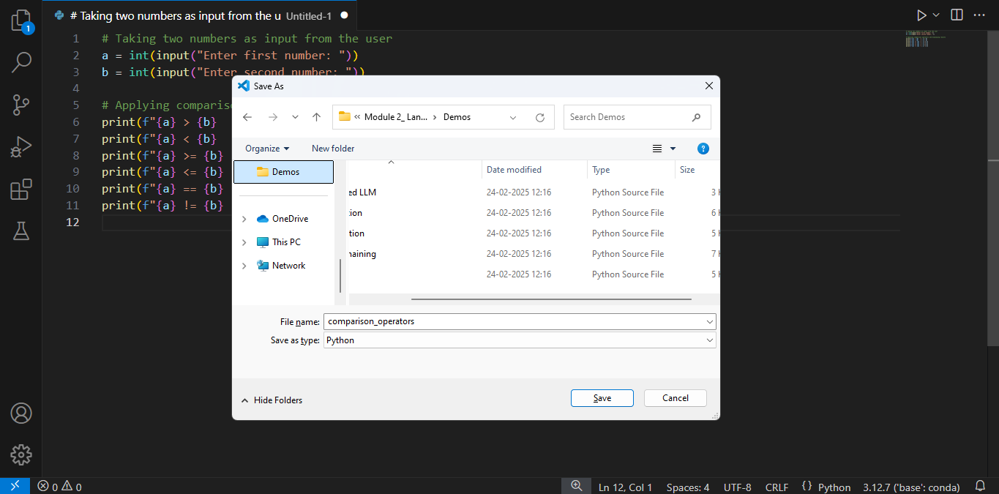 # Taking two numbers as input from the u Untitled-1
1
1 # Taking two numbers as input from the user
2 a = int(input("Enter first number: "))
3 b = int(input("Enter second number: "))
4
5 # Applying comparis
6 print(f"{a} > {b}
7 print(f"{a} < {b}
8 print(f"{a} >= {b}
9 print(f"{a} <= {b}
10 print(f"{a} == {b}
11 print(f"{a} != {b}
12
Save As
« Module 2_ Lan... > Demos
Search Demos
Organize
New folder
?
Demos
OneDrive
This PC
Network
Date modified Type Size
ed LLM 24-02-2025 12:16 Python Source File 3
ion 24-02-2025 12:16 Python Source File 6
tion 24-02-2025 12:16 Python Source File 5
haining 24-02-2025 12:16 Python Source File 7
24-02-2025 12:16 Python Source File 5
File name: comparison_operators
Save as type: Python
Hide Folders
Save
Cancel
0 0
Ln 12, Col 1 Spaces: 4 UTF-8 CRLF {} Python 3.12.7 ('base': conda)